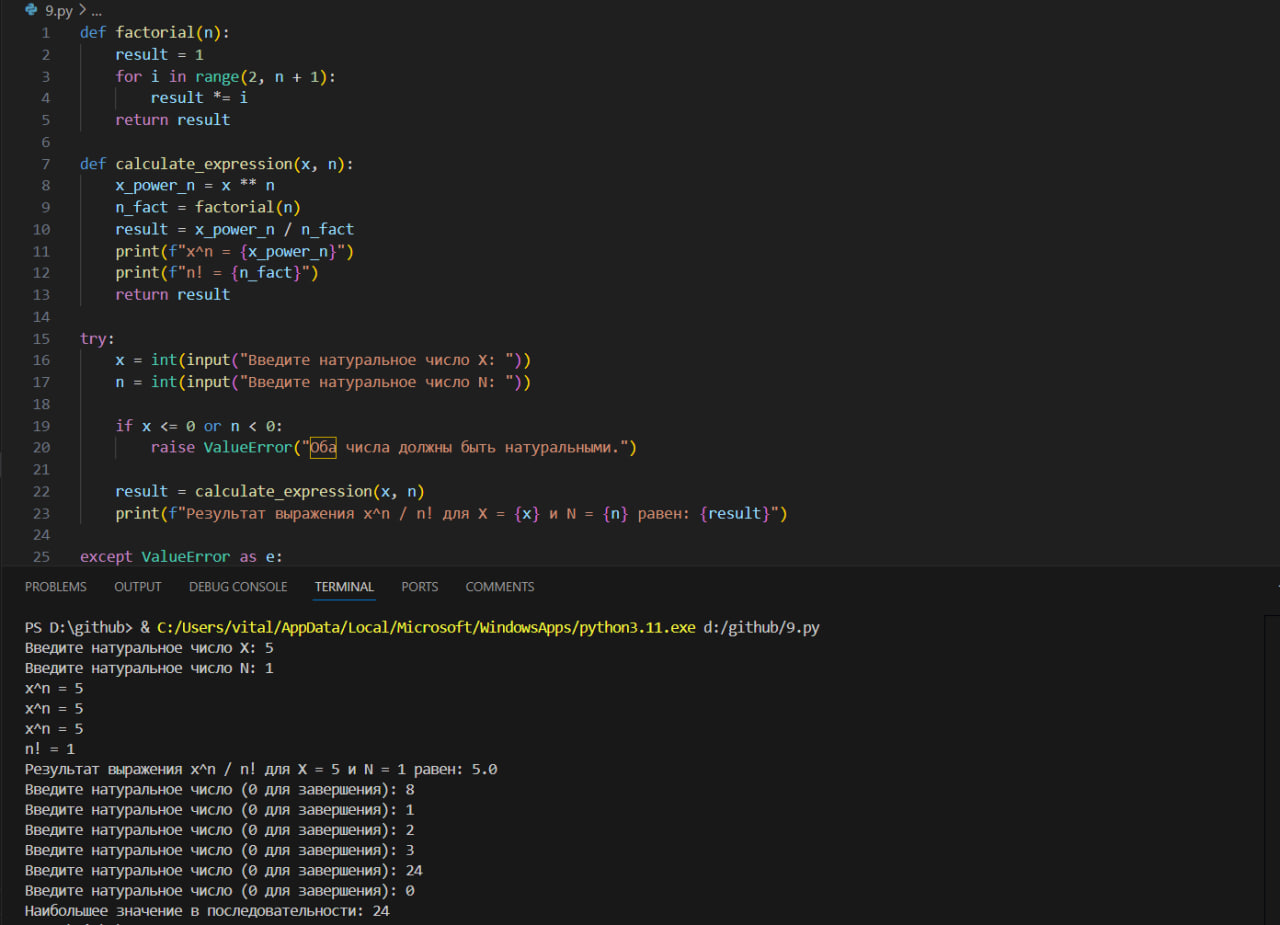 9.py > ...
1 def factorial(n):
2 result = 1
3 for i in range(2, n + 1):
4 result *= i
5 return result
6
7 def calculate_expression(x, n):
8 x_power_n = x ** n
9 n_fact = factorial(n)
10 result = x_power_n / n_fact
11 print(f"x^n = {x_power_n}")
12 print(f"n! = {n_fact}")
13 return result
14
15 try:
16 x = int(input("Введите натуральное число X: "))
17 n = int(input("Введите натуральное число N: "))
18
19 if x <= 0 or n < 0:
20 raise ValueError("Оба числа должны быть натуральными.")
21
22 result = calculate_expression(x, n)
23 print(f"Результат выражения x^n / n! для X = {x} и N = {n} равен: {result}")
24
25 except ValueError as e:
PROBLEMS OUTPUT DEBUG CONSOLE TERMINAL PORTS COMMENTS
PS D:\github> & C:/Users/vital/AppData/Local/Microsoft/WindowsApps/python3.11.exe d:/github/9.py
Введите натуральное число X: 5
Введите натуральное число N: 1
x^n = 5
x^n = 5
x^n = 5
n! = 1
Результат выражения x^n / n! для X = 5 и N = 1 равен: 5.0
Введите натуральное число (0 для завершения): 8
Введите натуральное число (0 для завершения): 1
Введите натуральное число (0 для завершения): 2
Введите натуральное число (0 для завершения): 3
Введите натуральное число (0 для завершения): 24
Введите натуральное число (0 для завершения): 0
Наибольшее значение в последовательности: 24